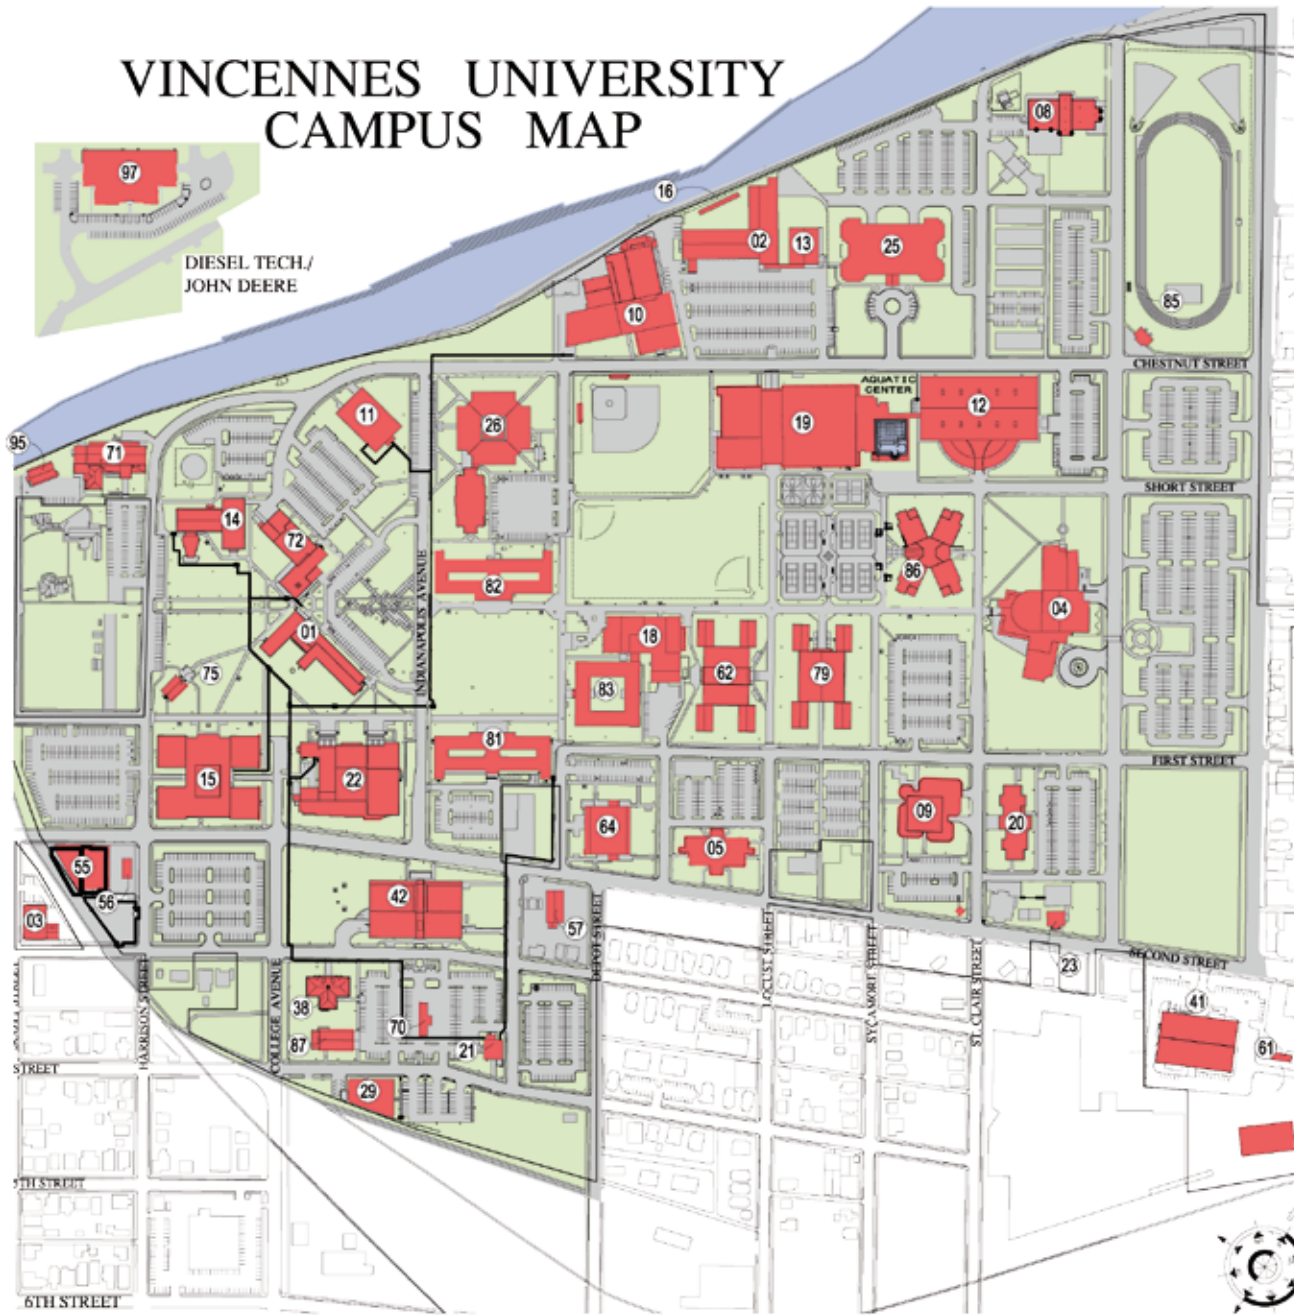 VINCENNES UNIVERSITY
CAMPUS MAP
97
DIESEL TECH./
JOHN DEERE
16
08
02
13
25
10
85
CHESTNUT STREET
AQUATIC
CENTER
11
26
19
12
95
71
SHORT STREET
14
72
INDIANAPOLIS AVENUE
82
86
04
01
18
75
83
62
79
81
15
22
FIRST STREET
64
05
09
20
55
56
03
42
57
DEPOT STREET
LOCUST STREET
SYCAMORE STREET
ST. CLAIR STREET
SECOND STREET
23
HARRISON STREET
COLLEGE AVENUE
38
70
87
21
41
61
STREET
29
5TH STREET
6TH STREET